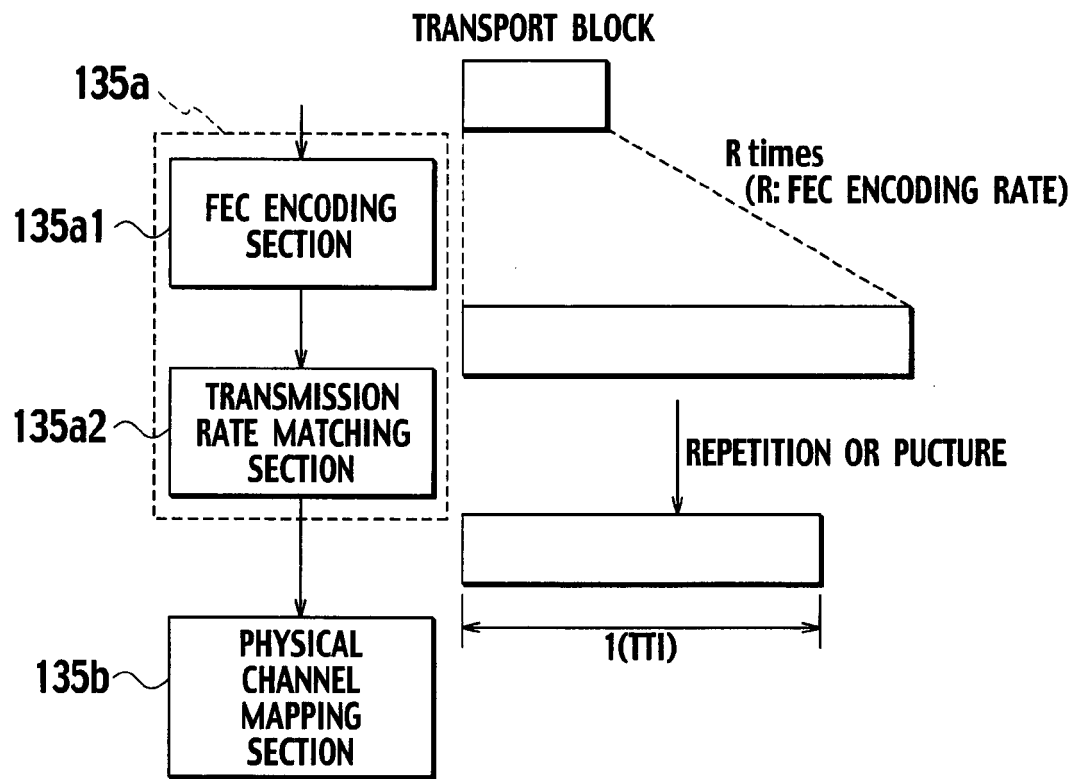 TRANSPORT BLOCK
135a
R times
(R: FEC ENCODING RATE)
135a1
FEC ENCODING
SECTION
135a2
TRANSMISSION
RATE MATCHING
SECTION
REPETITION OR PUCTURE
1(TTI)
135b
PHYSICAL
CHANNEL
MAPPING
SECTION